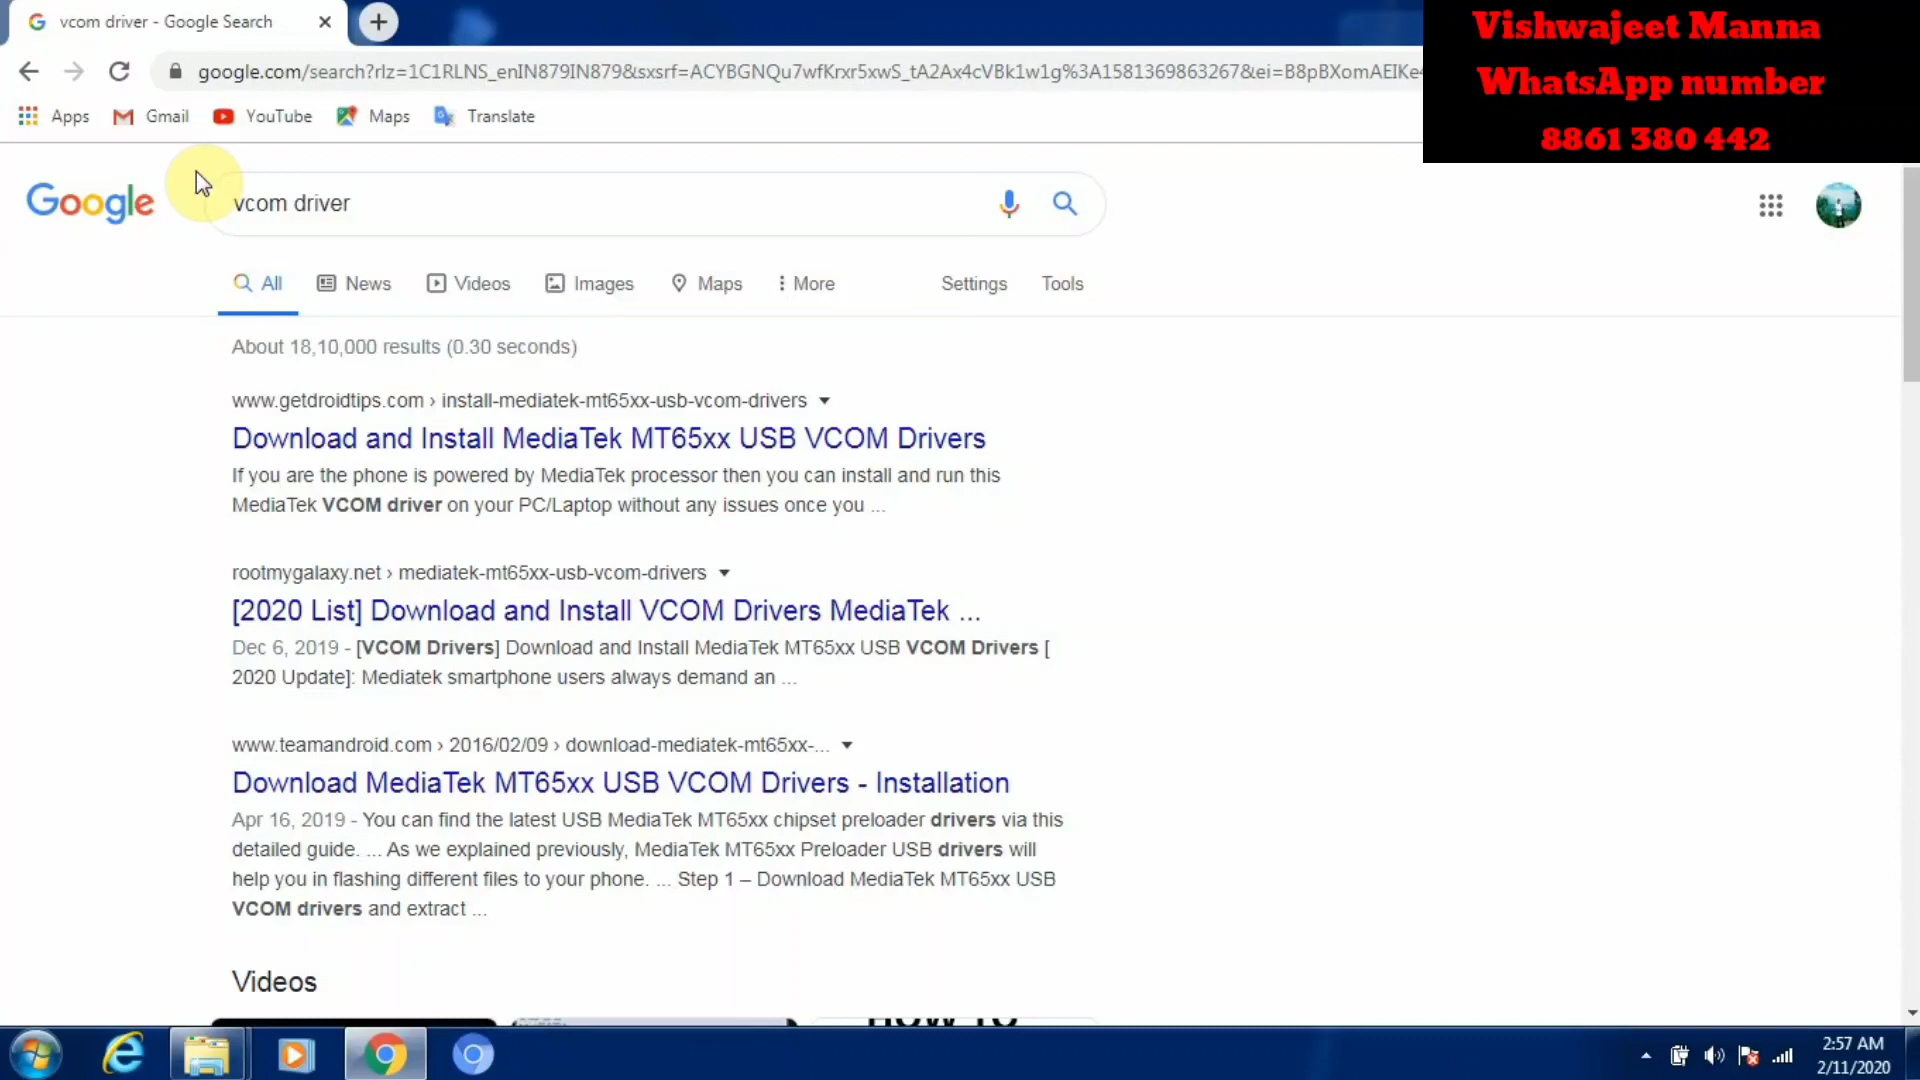 vcom driver - Google Search
Vishwajeet Manna
WhatsApp number
8861 380 442
google.com/search?rlz=1C1RLNS_enIN879IN879&sxsrf=ACYBGNQu7wfKrxr5xwS_tA2Ax4cVBk1w1g%3A1581369863267&ei=B8pBXomAEIKe4
Apps Gmail YouTube Maps Translate
Google vcom driver
All News Videos Images Maps More Settings Tools
About 18,10,000 results (0.30 seconds)
www.getdroidtips.com › install-mediatek-mt65xx-usb-vcom-drivers
Download and Install MediaTek MT65xx USB VCOM Drivers
If you are the phone is powered by MediaTek processor then you can install and run this
MediaTek VCOM driver on your PC/Laptop without any issues once you ...
rootmygalaxy.net › mediatek-mt65xx-usb-vcom-drivers
[2020 List] Download and Install VCOM Drivers MediaTek ...
Dec 6, 2019 - [VCOM Drivers] Download and Install MediaTek MT65xx USB VCOM Drivers [
2020 Update]: Mediatek smartphone users always demand an ...
www.teamandroid.com › 2016/02/09 › download-mediatek-mt65xx-...
Download MediaTek MT65xx USB VCOM Drivers - Installation
Apr 16, 2019 - You can find the latest USB MediaTek MT65xx chipset preloader drivers via this
detailed guide. ... As we explained previously, MediaTek MT65xx Preloader USB drivers will
help you in flashing different files to your phone. ... Step 1 – Download MediaTek MT65xx USB
VCOM drivers and extract ...
Videos
HOW TO
2:57 AM
2/11/2020